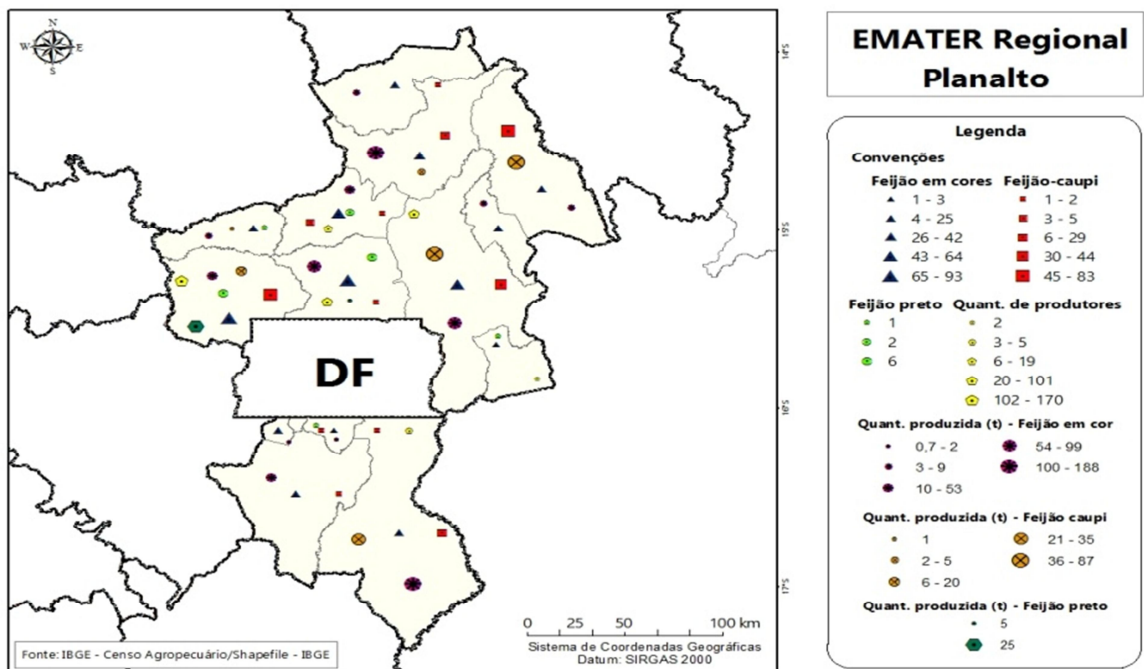 N
W E
S
EMATER Regional
Planalto
14°S
19°S
18°S
17°S
DF
Legenda
Convenções
Feijão em cores
1 - 3
4 - 25
26 - 42
43 - 64
65 - 93
Feijão-caupi
1 - 2
3 - 5
6 - 29
30 - 44
45 - 83
Feijão preto
1
2
6
Quant. de produtores
2
3 - 5
6 - 19
20 - 101
102 - 170
Quant. produzida (t) - Feijão em cor
0,7 - 2
3 - 9
10 - 53
54 - 99
100 - 188
Quant. produzida (t) - Feijão caupi
1
2 - 5
6 - 20
21 - 35
36 - 87
Quant. produzida (t) - Feijão preto
5
25
0 25 50 100 km
Sistema de Coordenadas Geográficas
Datum: SIRGAS 2000
Fonte: IBGE - Censo Agropecuário/Shapefile - IBGE